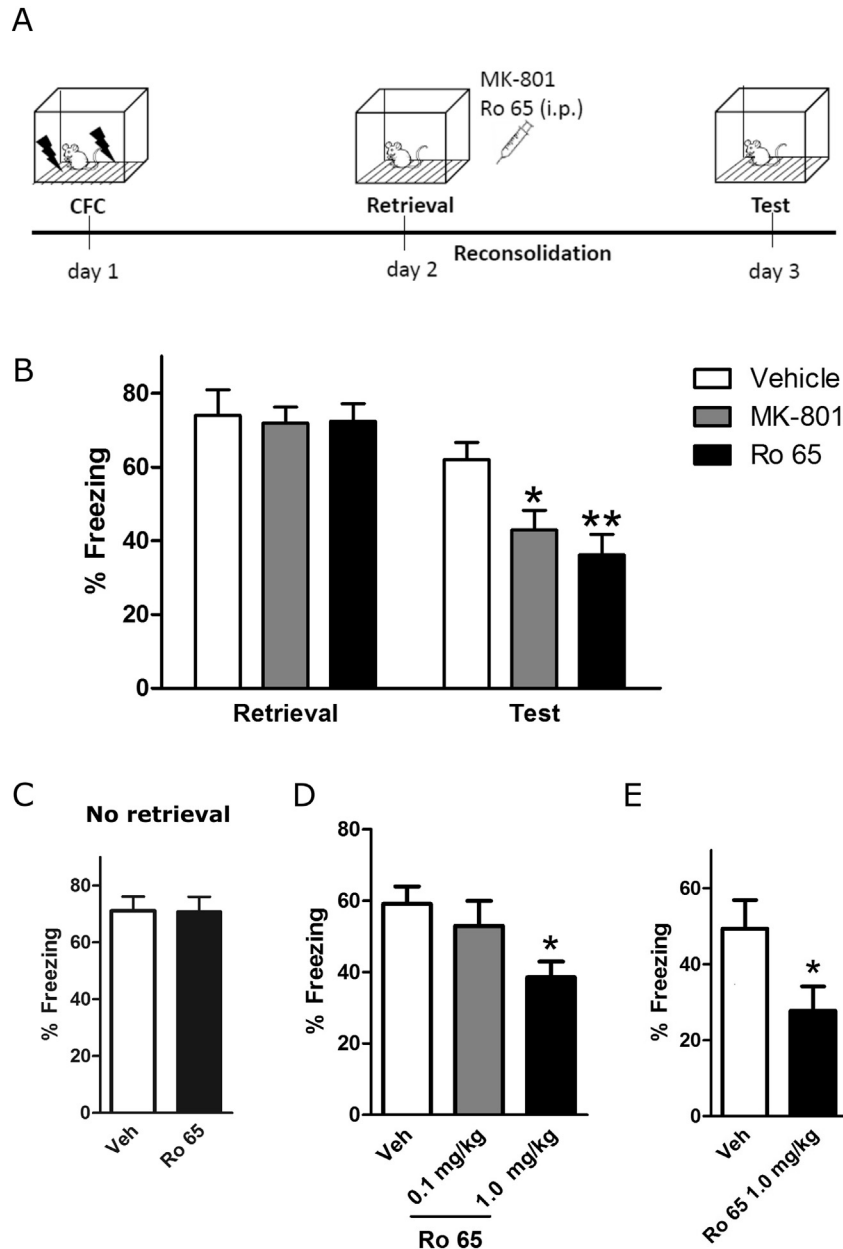 A
MK-801
Ro 65 (i.p.)
CFC
Retrieval
Test
Reconsolidation
day 1
day 2
day 3
B
% Freezing
80
60
40
20
0
*
**
Retrieval
Test
Vehicle
MK-801
Ro 65
C
No retrieval
% Freezing
80
60
40
20
0
Veh
Ro 65
D
% Freezing
80
60
40
20
0
*
Veh
0.1 mg/kg
1.0 mg/kg
Ro 65
E
% Freezing
60
40
20
0
*
Veh
Ro 65 1.0 mg/kg